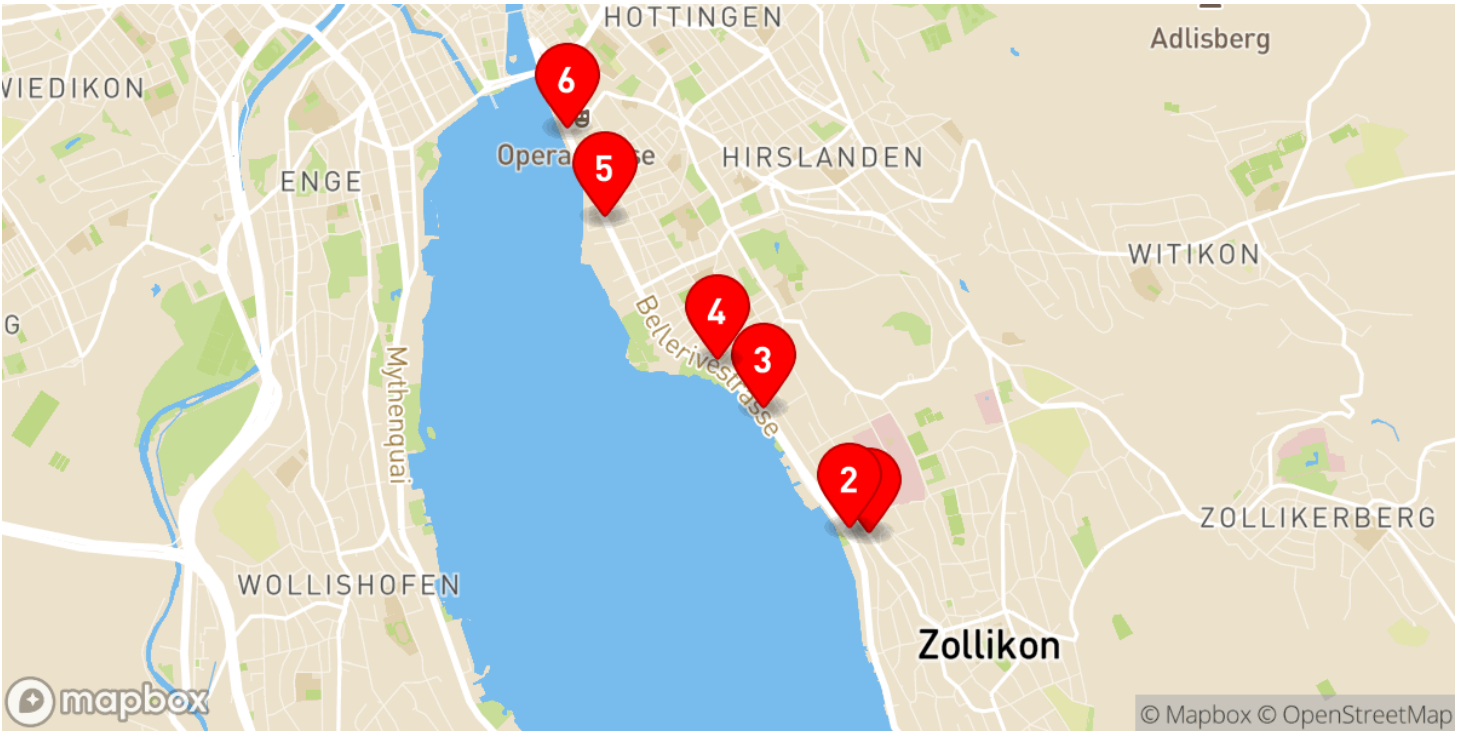 HOTTINGEN
Adlisberg
WIEDIKON
6
Opera
se
5
HIRSLANDEN
ENGE
WITIKON
G
4
Bellerivestrasse
3
Mythenquai
2
ZOLLIKERBERG
WOLLISHOFEN
Zollikon
mapbox
© Mapbox © OpenStreetMap